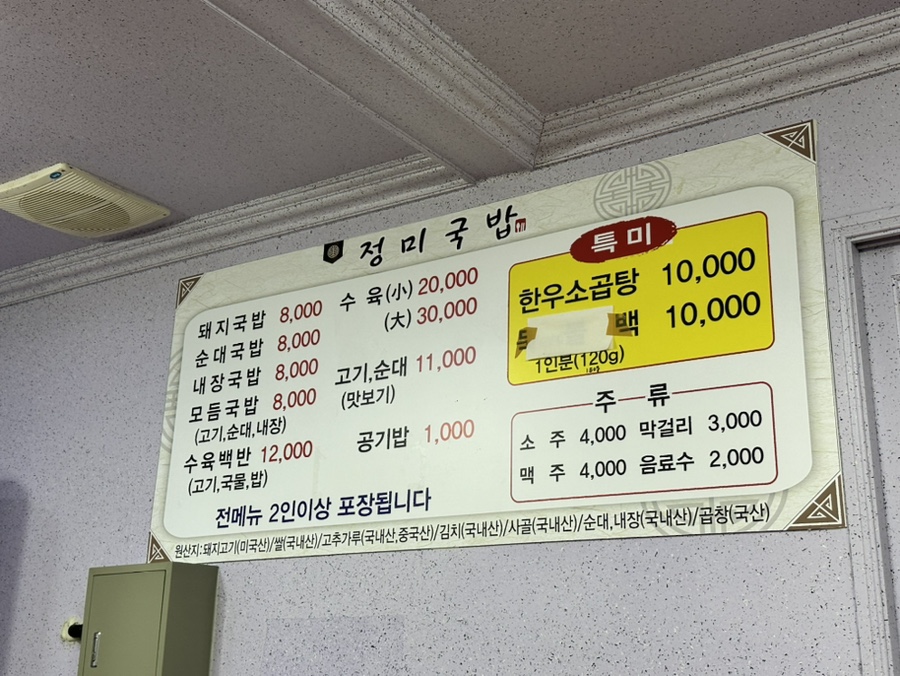 정미국밥
돼지국밥 8,000
순대국밥 8,000
내장국밥 8,000
모듬국밥 8,000
(고기,순대,내장)
수육백반 12,000
(고기,국물,밥)
수육(小) 20,000
(大) 30,000
고기,순대 11,000
(맛보기)
공기밥 1,000
전메뉴 2인이상 포장됩니다
특미
한우소곱탕 10,000
백 10,000
1인분(120g)
주류
소주 4,000 막걸리 3,000
맥주 4,000 음료수 2,000
원산지:돼지고기(미국산)/쌀(국내산)/고추가루(국내산,중국산)/김치(국내산)/사골(국내산)/순대,내장(국내산)/곱창(국산)